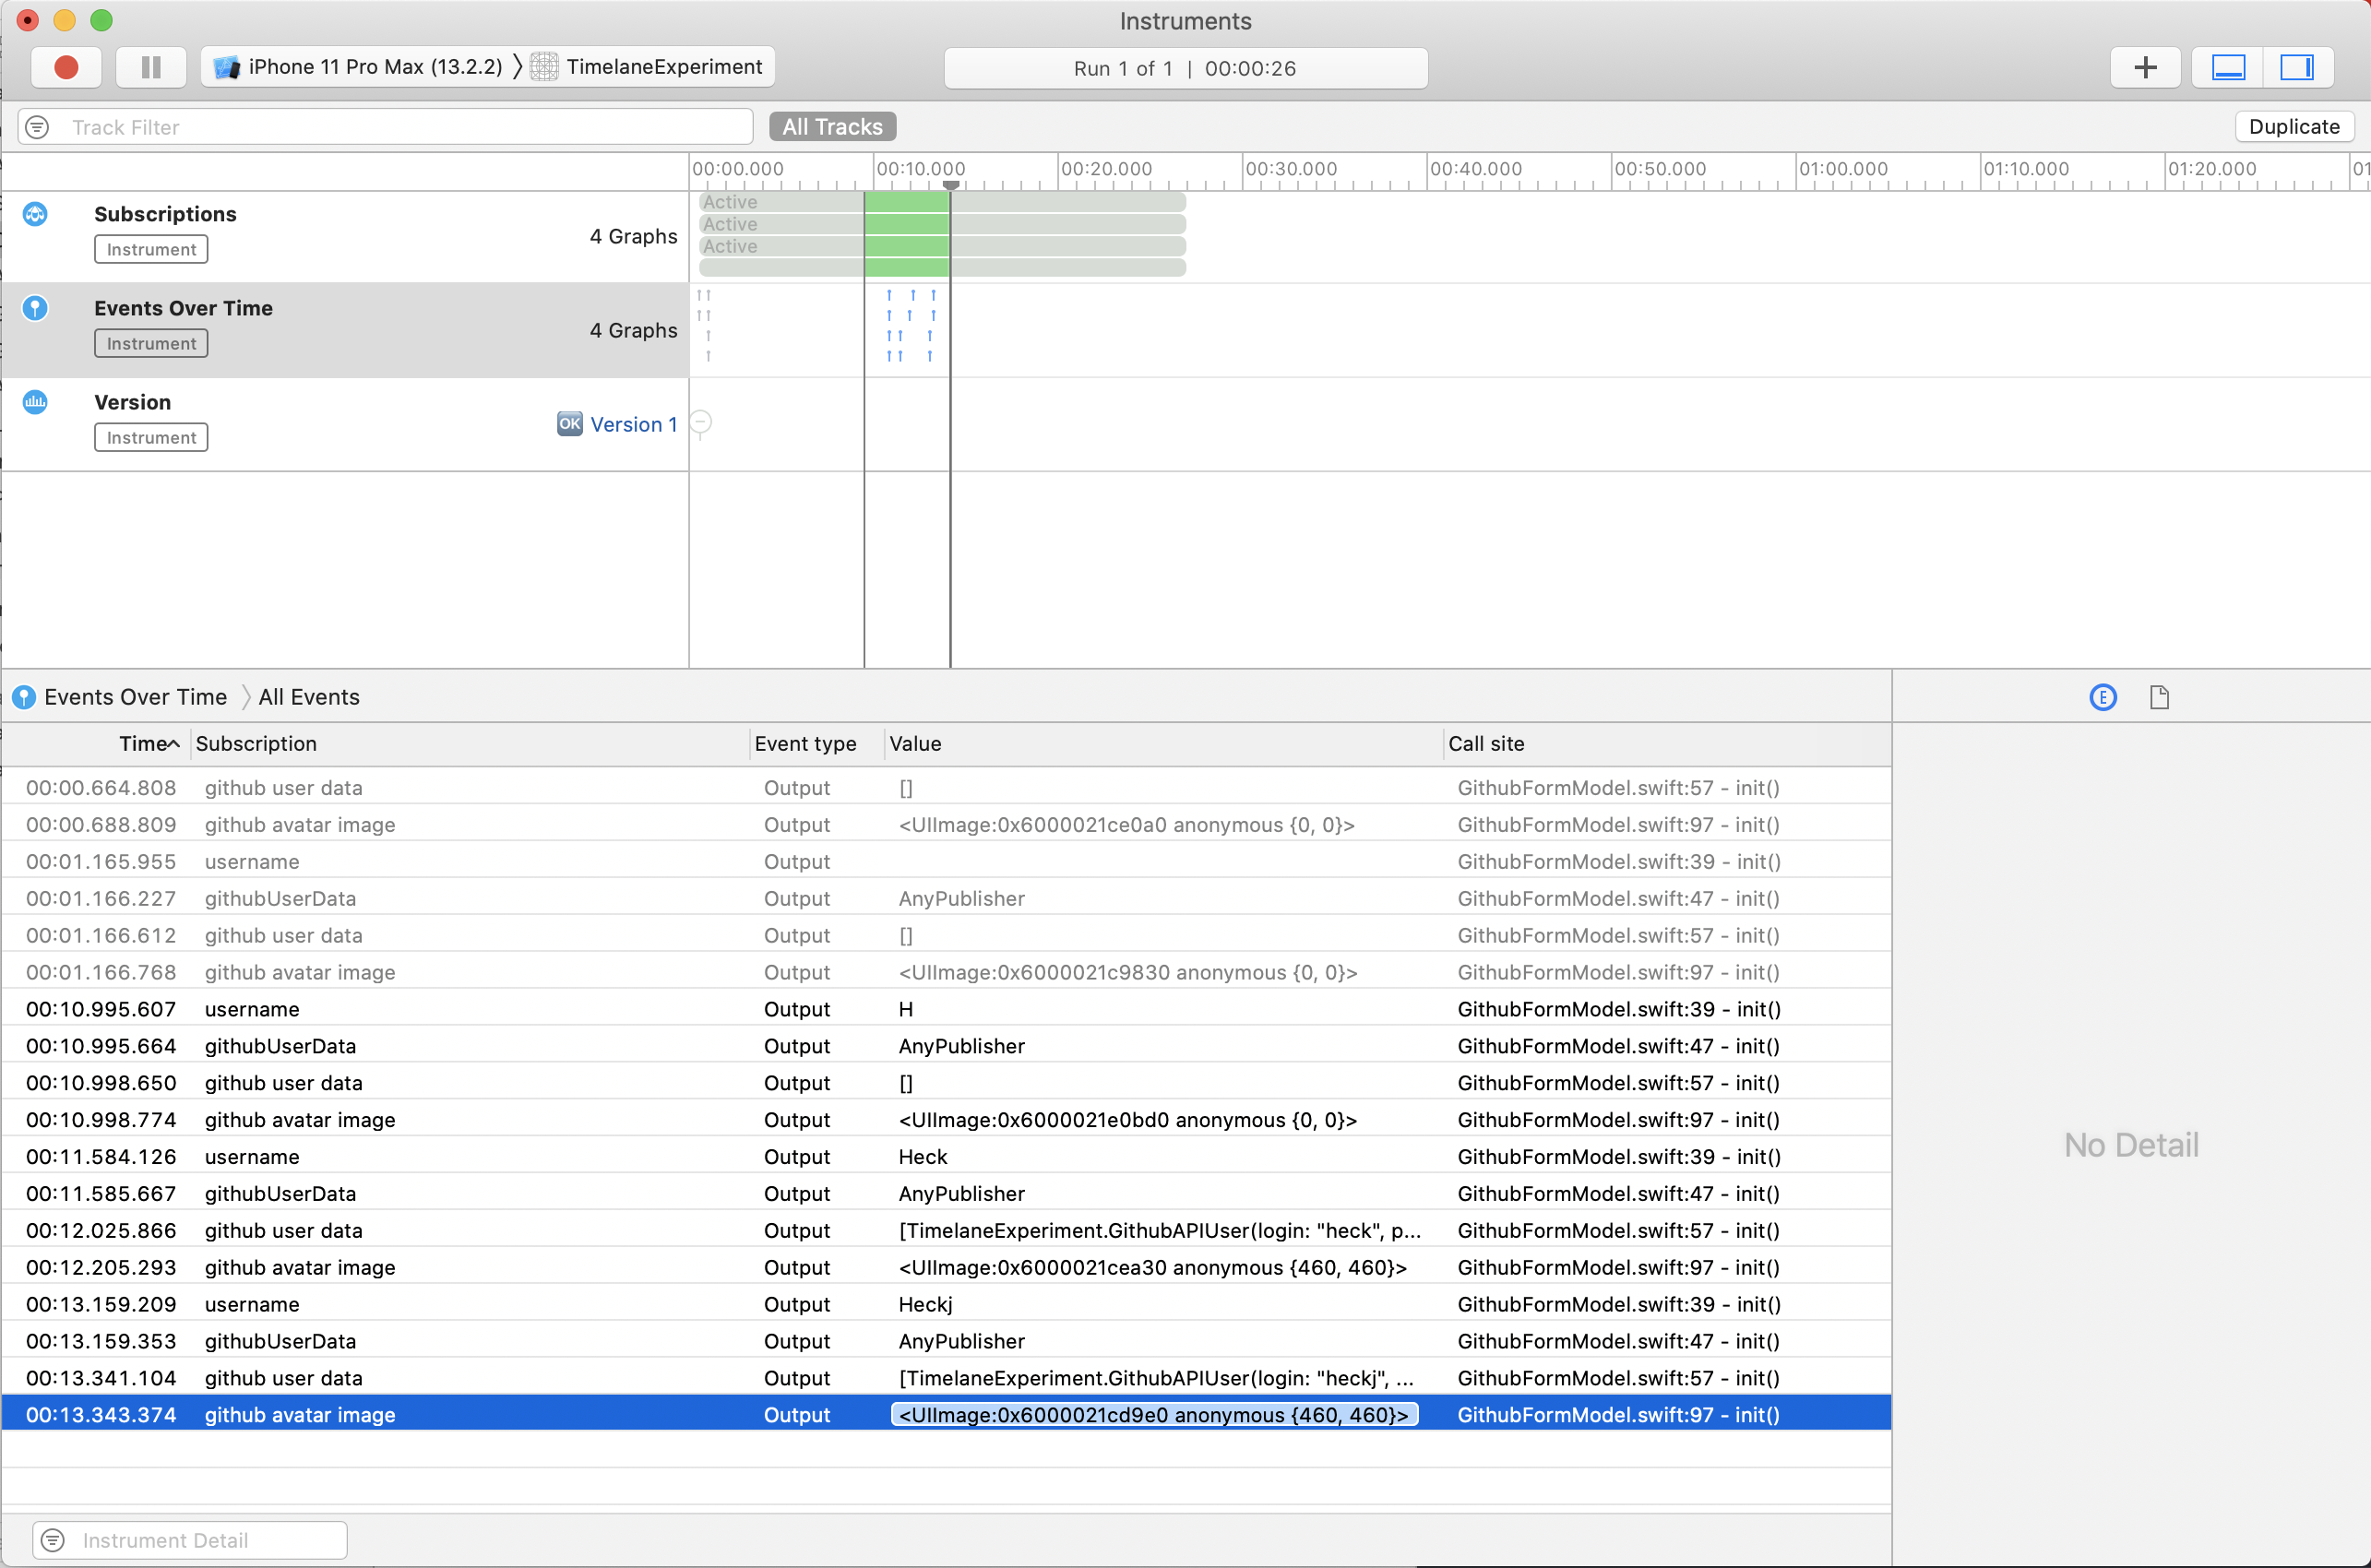 Instruments
iPhone 11 Pro Max (13.2.2) TimelaneExperiment
Run 1 of 1 | 00:00:26
Track Filter
All Tracks
Duplicate
00:00.000 00:10.000 00:20.000 00:30.000 00:40.000 00:50.000 01:00.000 01:10.000 01:20.000 01
Subscriptions
Instrument
4 Graphs
Active
Active
Active
Events Over Time
Instrument
4 Graphs
Version
Instrument
OK Version 1
Events Over Time All Events
E
Time Subscription Event type Value Call site
00:00.664.808 github user data Output [] GithubFormModel.swift:57 - init()
00:00.688.809 github avatar image Output <UIImage:0x6000021ce0a0 anonymous {0, 0}> GithubFormModel.swift:97 - init()
00:01.165.955 username Output GithubFormModel.swift:39 - init()
00:01.166.227 githubUserData Output AnyPublisher GithubFormModel.swift:47 - init()
00:01.166.612 github user data Output [] GithubFormModel.swift:57 - init()
00:01.166.768 github avatar image Output <UIImage:0x6000021c9830 anonymous {0, 0}> GithubFormModel.swift:97 - init()
00:10.995.607 username Output H GithubFormModel.swift:39 - init()
00:10.995.664 githubUserData Output AnyPublisher GithubFormModel.swift:47 - init()
00:10.998.650 github user data Output [] GithubFormModel.swift:57 - init()
00:10.998.774 github avatar image Output <UIImage:0x6000021e0bd0 anonymous {0, 0}> GithubFormModel.swift:97 - init()
00:11.584.126 username Output Heck GithubFormModel.swift:39 - init()
00:11.585.667 githubUserData Output AnyPublisher GithubFormModel.swift:47 - init()
00:12.025.866 github user data Output [TimelaneExperiment.GithubAPIUser(login: "heck", p... GithubFormModel.swift:57 - init()
00:12.205.293 github avatar image Output <UIImage:0x6000021cea30 anonymous {460, 460}> GithubFormModel.swift:97 - init()
00:13.159.209 username Output Heckj GithubFormModel.swift:39 - init()
00:13.159.353 githubUserData Output AnyPublisher GithubFormModel.swift:47 - init()
00:13.341.104 github user data Output [TimelaneExperiment.GithubAPIUser(login: "heckj", ... GithubFormModel.swift:57 - init()
00:13.343.374 github avatar image Output <UIImage:0x6000021cd9e0 anonymous {460, 460}> GithubFormModel.swift:97 - init()
No Detail
Instrument Detail